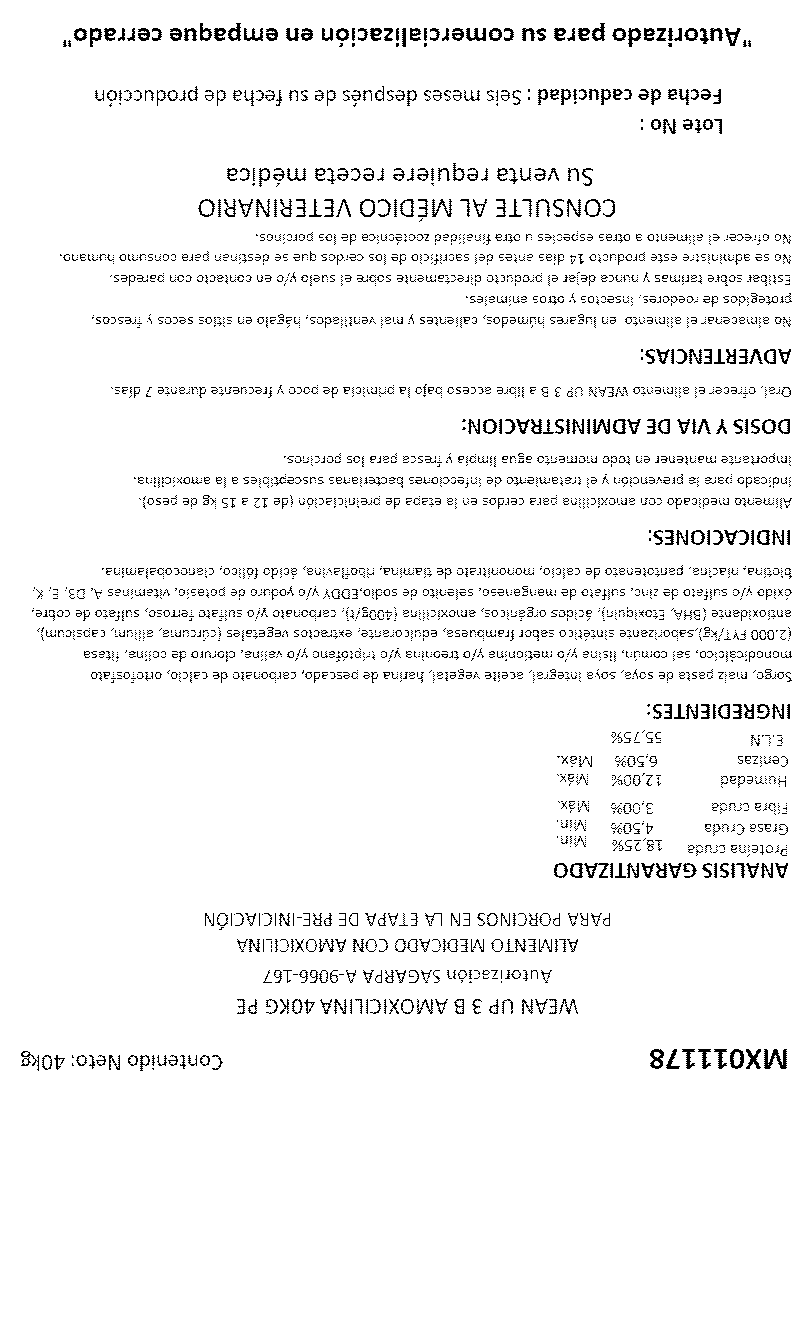 MX011178 Contenido Neto: 40kg
WEAN UP 3 B AMOXICILINA 40KG PE
Autorización SAGARPA A-9066-167
ALIMENTO MEDICADO CON AMOXICILINA
PARA PORCINOS EN LA ETAPA DE PRE-INICIACIÓN
ANALISIS GARANTIZADO
Proteína cruda 18,25% Min.
Grasa Cruda 4,50% Min.
Fibra cruda 3,00% Máx.
Humedad 12,00% Máx.
Cenizas 6,50% Máx.
E.L.N 55,75%
INGREDIENTES:
Sorgo, maiz pasta de soya, soya integral, aceite vegetal, harina de pescado, carbonato de calcio, ortofosfato
monodicálcico, sal común, lisina y/o metionina y/o treonina y/o triptófano y/o valina, cloruro de colina, fitasa
(2,000 FYT/kg),saborizante sintético sabor frambuesa, edulcorante, extractos vegetales (cúrcuma, allium, capsicum),
antioxidante (BHA, Etoxiquin), ácidos orgánicos, amoxicilina (400g/t), carbonato y/o sulfato ferroso, sulfato de cobre,
óxido y/o sulfato de zinc, sulfato de manganeso, selenito de sodio,EDDY y/o yoduro de potasio, vitaminas A, D3, E, K,
biotina, niacina, pantotenato de calcio, mononitrato de tiamina, riboflavina, ácido fólico, cianocobalamina.
INDICACIONES:
Alimento medicado con amoxicilina para cerdos en la etapa de preiniciación (de 12 a 15 kg de peso).
Indicado para la prevención y el tratamiento de infecciones bacterianas susceptibles a la amoxicilina.
Importante mantener en todo momento agua limpia y fresca para los porcinos.
DOSIS Y VIA DE ADMINISTRACION:
Oral, ofrecer el alimento WEAN UP 3 B a libre acceso bajo la primicia de poco y frecuente durante 7 días.
ADVERTENCIAS:
No almacenar el alimento en lugares húmedos, calientes y mal ventilados, hágalo en sitios secos y frescos,
protegidos de roedores, insectos y otros animales.
Estibar sobre tarimas y nunca dejar el producto directamente sobre el suelo y/o en contacto con paredes.
No se administre este producto 14 días antes del sacrificio de los cerdos que se destinan para consumo humano.
No ofrecer el alimento a otras especies u otra finalidad zootécnica de los porcinos.
CONSULTE AL MÉDICO VETERINARIO
Su venta requiere receta médica
Lote No :
Fecha de caducidad : Seis meses después de su fecha de producción
"Autorizado para su comercialización en empaque cerrado"